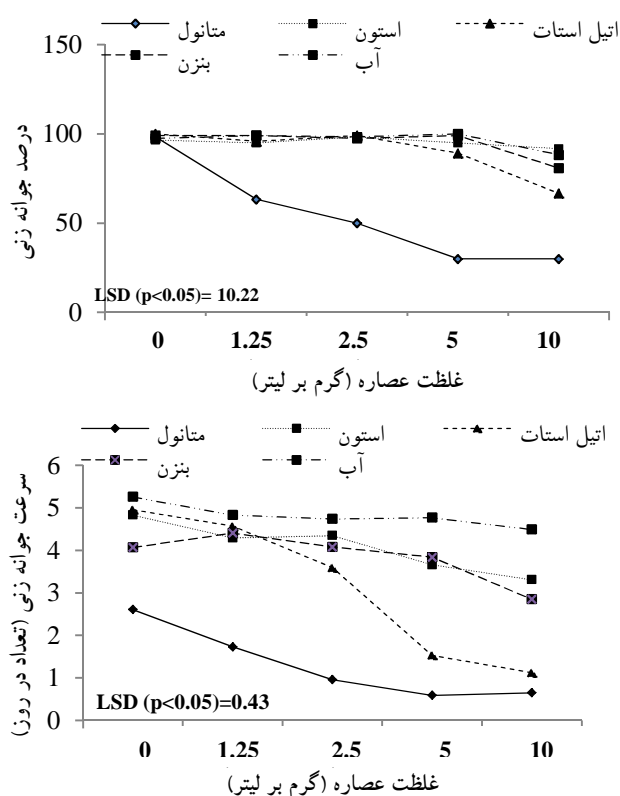 متانول استون اتیل استات
بنزن آب
150
100
50
0
درصد جوانه زنی
LSD (p<0.05)= 10.22
0 1.25 2.5 5 10
غلظت عصاره (گرم بر لیتر)
متانول استون اتیل استات
بنزن آب
6
5
4
3
2
1
0
سرعت جوانه زنی (تعداد در روز)
LSD (p<0.05)=0.43
0 1.25 2.5 5 10
غلظت عصاره (گرم بر لیتر)